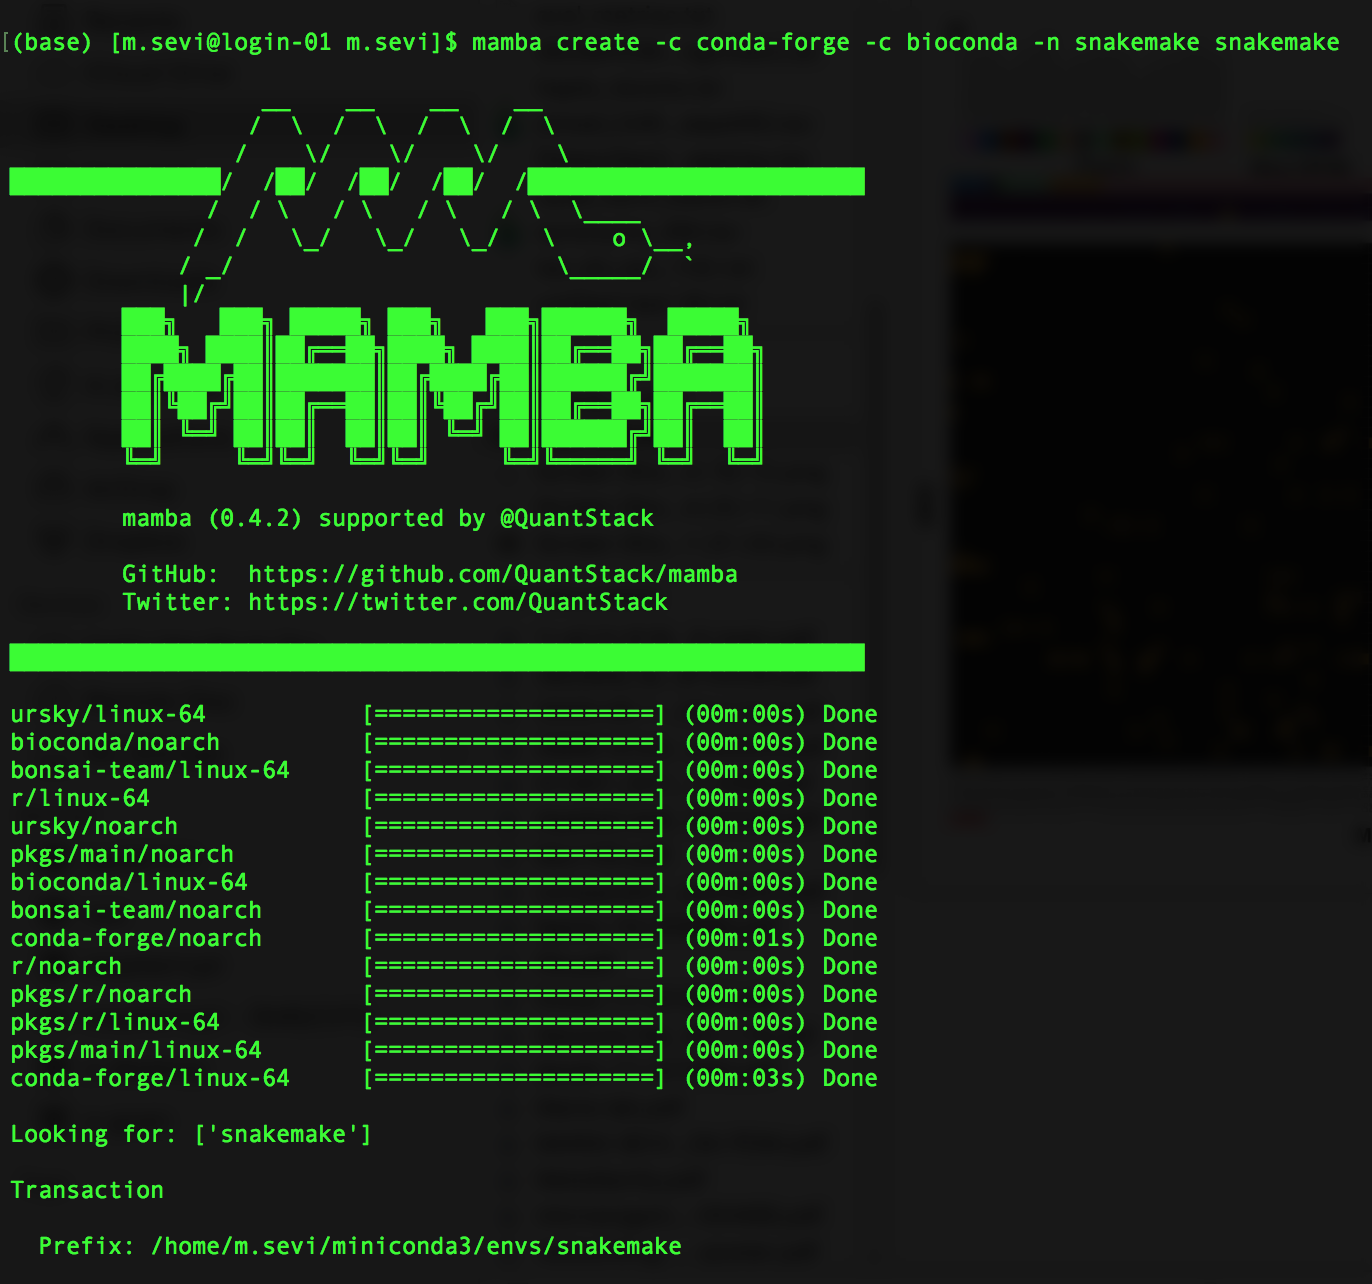 [(base) [m.sevi@login-01 m.sevi]$ mamba create -c conda-forge -c bioconda -n snakemake snakemake
MAMBA
mamba (0.4.2) supported by @QuantStack
GitHub:  https://github.com/QuantStack/mamba
Twitter: https://twitter.com/QuantStack
ursky/linux-64           [====================] (00m:00s) Done
bioconda/noarch          [====================] (00m:00s) Done
bonsai-team/linux-64     [====================] (00m:00s) Done
r/linux-64               [====================] (00m:00s) Done
ursky/noarch             [====================] (00m:00s) Done
pkgs/main/noarch         [====================] (00m:00s) Done
bioconda/linux-64        [====================] (00m:00s) Done
bonsai-team/noarch       [====================] (00m:00s) Done
conda-forge/noarch       [====================] (00m:01s) Done
r/noarch                 [====================] (00m:00s) Done
pkgs/r/noarch            [====================] (00m:00s) Done
pkgs/r/linux-64          [====================] (00m:00s) Done
pkgs/main/linux-64       [====================] (00m:00s) Done
conda-forge/linux-64     [====================] (00m:03s) Done
Looking for: ['snakemake']
Transaction
Prefix: /home/m.sevi/miniconda3/envs/snakemake